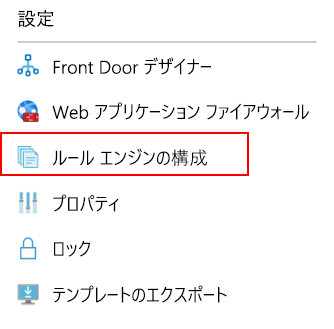 設定
Front Door デザイナー
Web アプリケーション ファイアウォール
ルール エンジンの構成
プロパティ
ロック
テンプレートのエクスポート